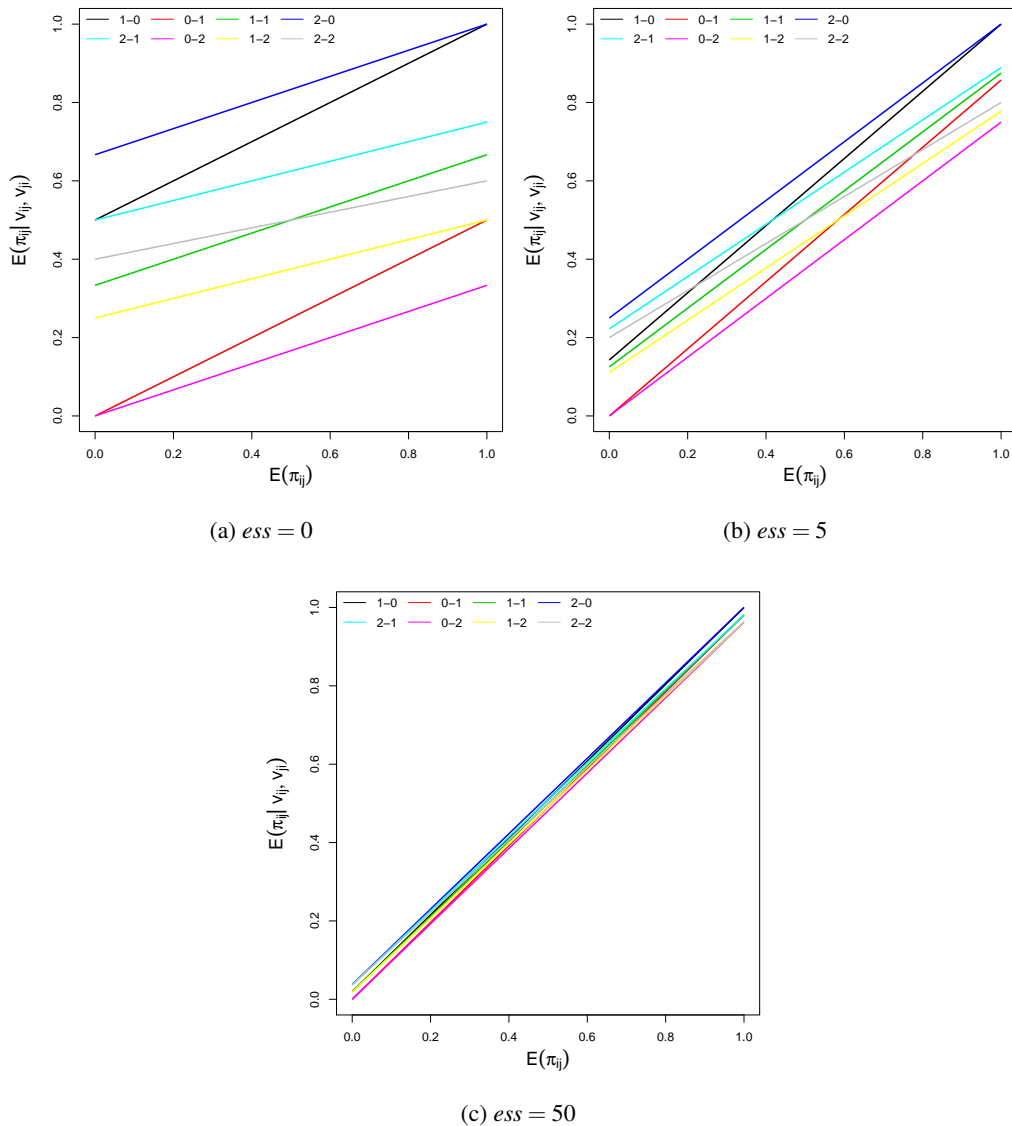 1–0 0–1 1–1 2–0
2–1 0–2 1–2 2–2
1.0
0.8
0.6
0.4
0.2
0.0
E(πij| vij, vji)
0.0 0.2 0.4 0.6 0.8 1.0
E(πij)
(a) ess = 0
1–0 0–1 1–1 2–0
2–1 0–2 1–2 2–2
1.0
0.8
0.6
0.4
0.2
0.0
E(πij| vij, vji)
0.0 0.2 0.4 0.6 0.8 1.0
E(πij)
(b) ess = 5
1–0 0–1 1–1 2–0
2–1 0–2 1–2 2–2
1.0
0.8
0.6
0.4
0.2
0.0
E(πij| vij, vji)
0.0 0.2 0.4 0.6 0.8 1.0
E(πij)
(c) ess = 50